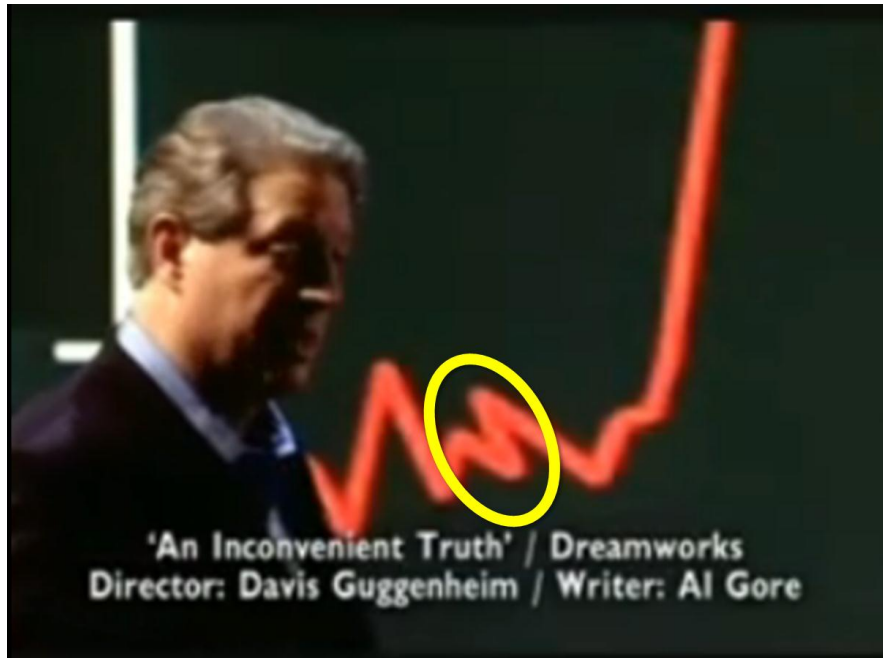 'An Inconvenient Truth' / Dreamworks
Director: Davis Guggenheim / Writer: Al Gore